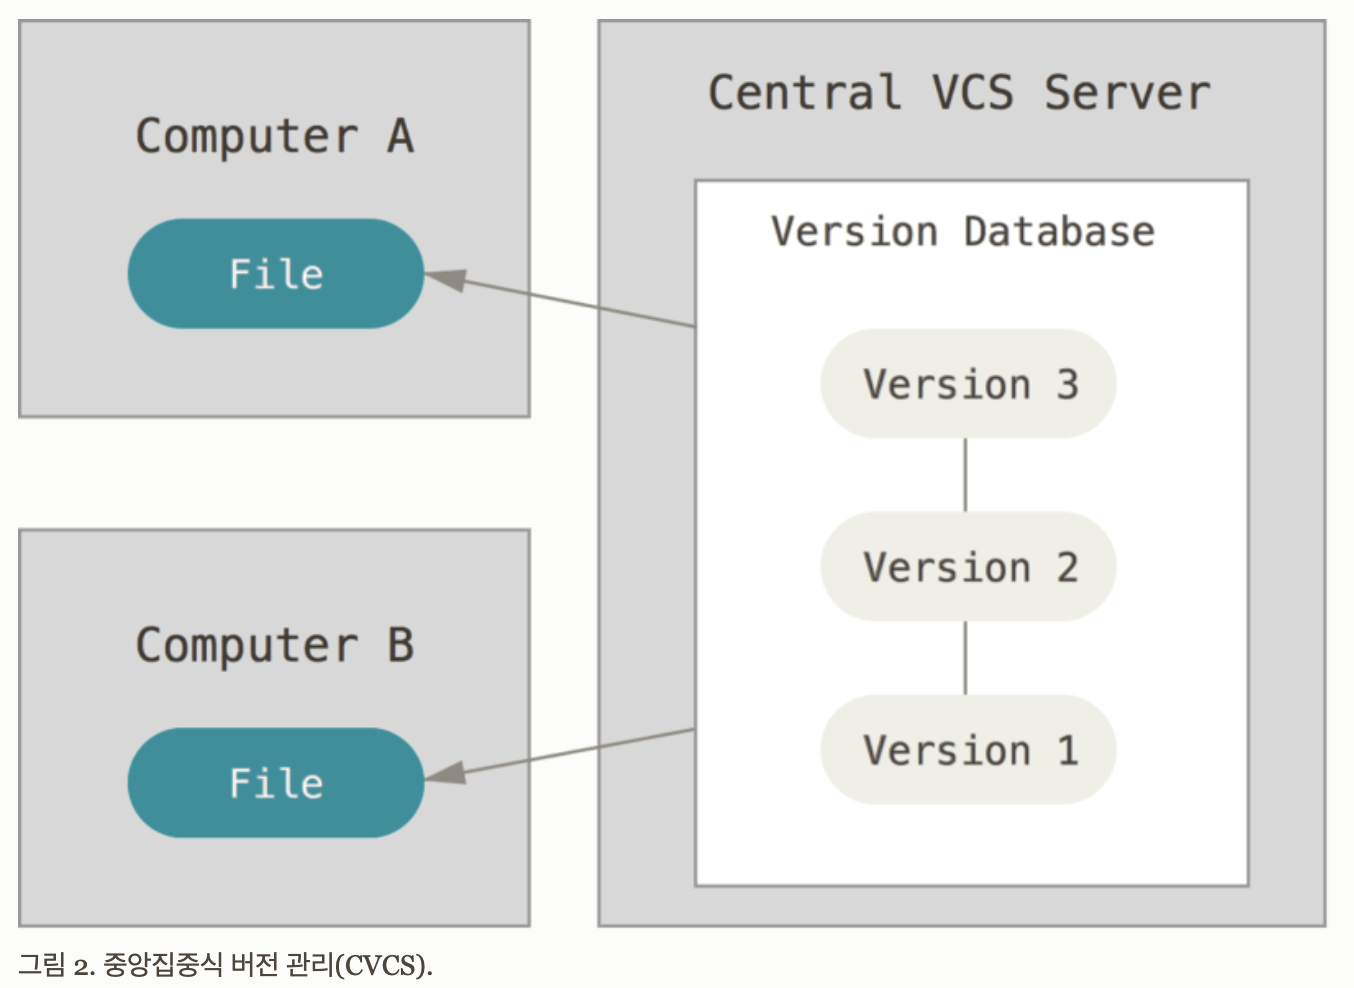 Computer A
File
Computer B
File
Central VCS Server
Version Database
Version 3
Version 2
Version 1
그림 2. 중앙집중식 버전 관리(CVCS).